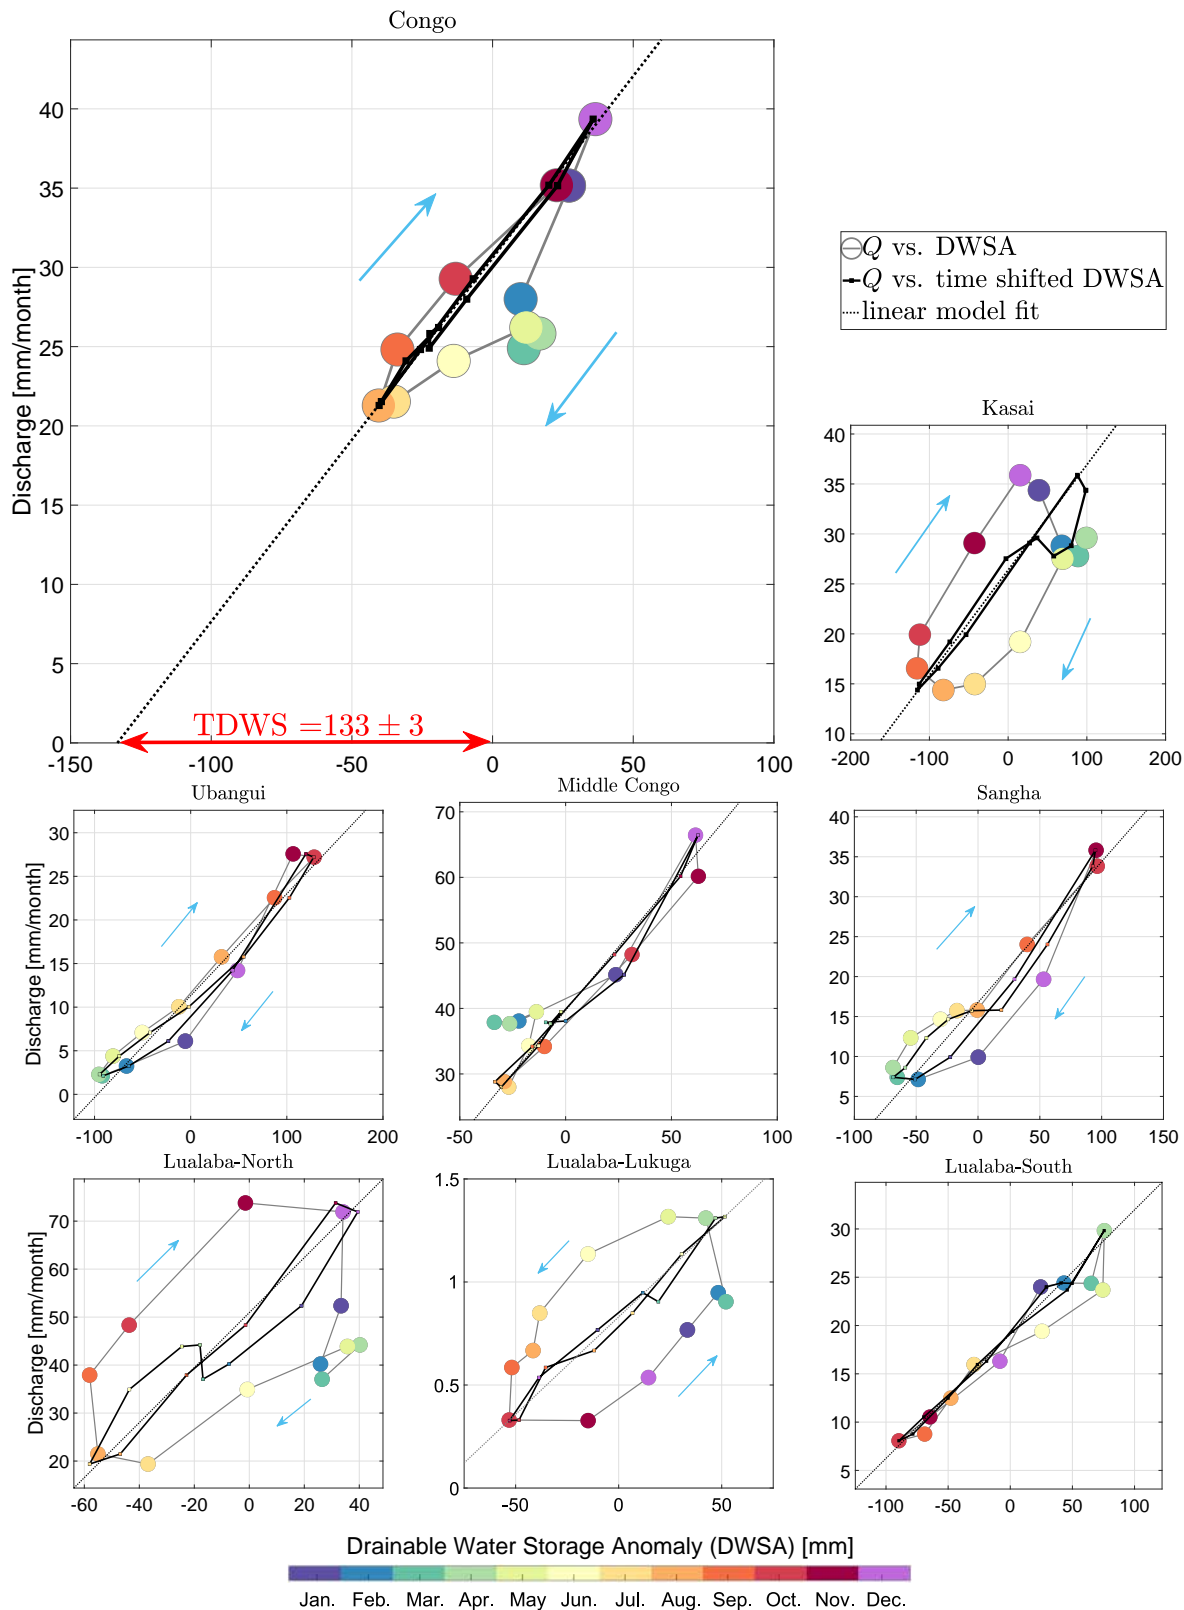 Congo
Discharge [mm/month]
40
35
30
25
20
15
10
5
0
TDWS =133 ± 3
-150 -100 -50 0 50 100
Q vs. DWSA
Q vs. time shifted DWSA
linear model fit
Kasai
40
35
30
25
20
15
10
-200 -100 0 100 200
Ubangui
Discharge [mm/month]
30
25
20
15
10
5
0
-100 0 100 200
Middle Congo
70
60
50
40
30
-50 0 50 100
Sangha
40
35
30
25
20
15
10
5
-100 -50 0 50 100 150
Lualaba-North
Discharge [mm/month]
70
60
50
40
30
20
-60 -40 -20 0 20 40
Lualaba-Lukuga
1.5
1
0.5
0
-50 0 50
Lualaba-South
30
25
20
15
10
5
-100 -50 0 50 100
Drainable Water Storage Anomaly (DWSA) [mm]
Jan. Feb. Mar. Apr. May Jun. Jul. Aug. Sep. Oct. Nov. Dec.